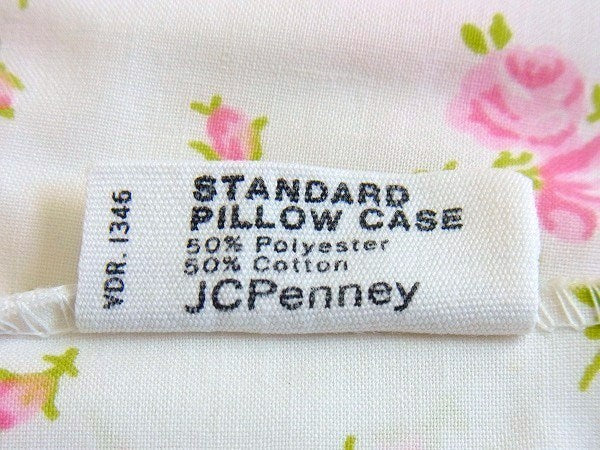 VDR. 1346
STANDARD
PILLOW CASE
50% Polyester
50% Cotton
JCPenney